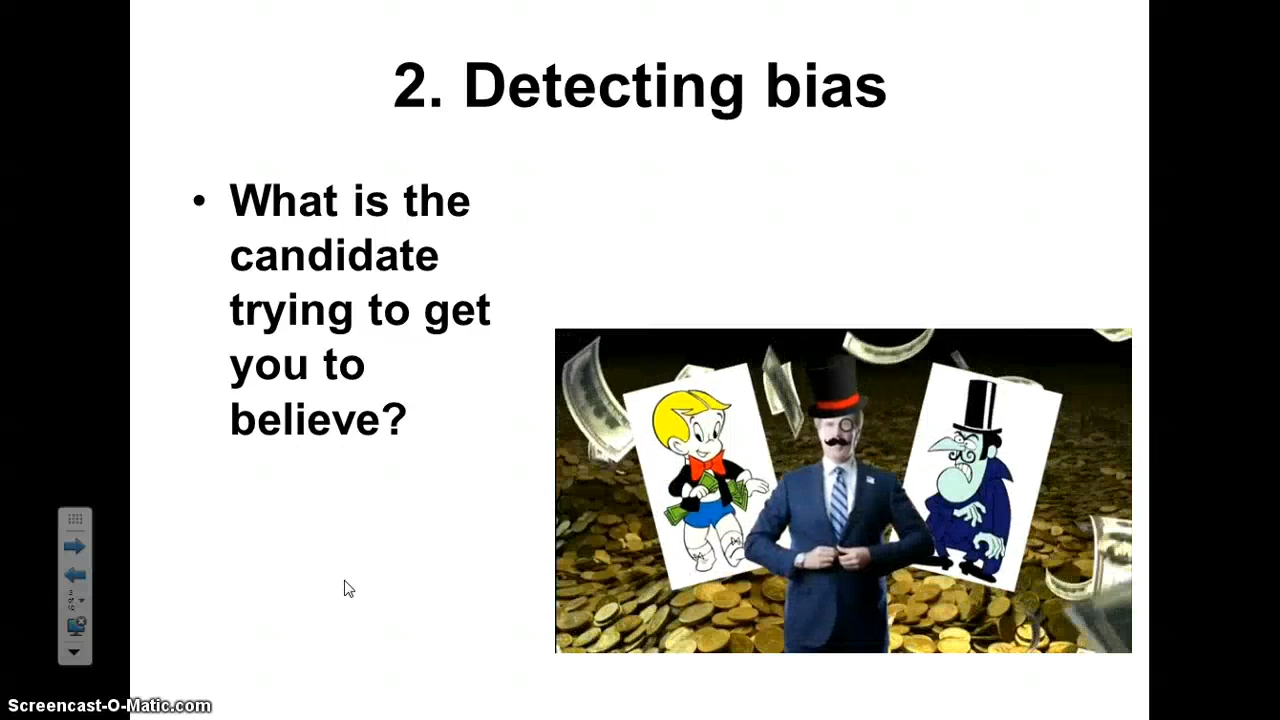 2. Detecting bias
• What is the
candidate
trying to get
you to
believe?
Screencast-O-Matic.com